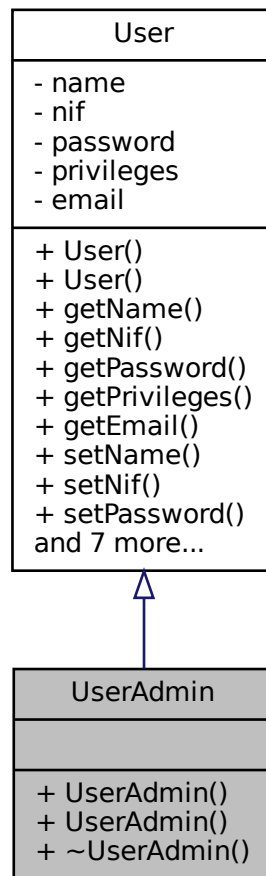 User
- name
- nif
- password
- privileges
- email
+ User()
+ User()
+ getName()
+ getNif()
+ getPassword()
+ getPrivileges()
+ getEmail()
+ setName()
+ setNif()
+ setPassword()
and 7 more...
UserAdmin
+ UserAdmin()
+ UserAdmin()
+ ~UserAdmin()